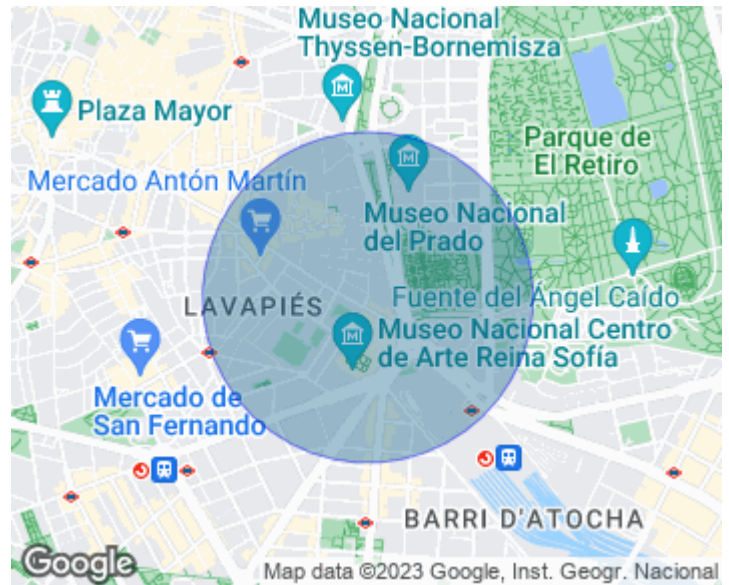 Museo Nacional
Thyssen-Bornemisza
Plaza Mayor
Parque de
El Retiro
Mercado Antón Martín
Museo Nacional
del Prado
LAVAPIÉS
Fuente del Ángel Caído
Museo Nacional Centro
de Arte Reina Sofía
Mercado de
San Fernando
BARRI D'ATOCHA
Google
Map data ©2023 Google, Inst. Geogr. Nacional